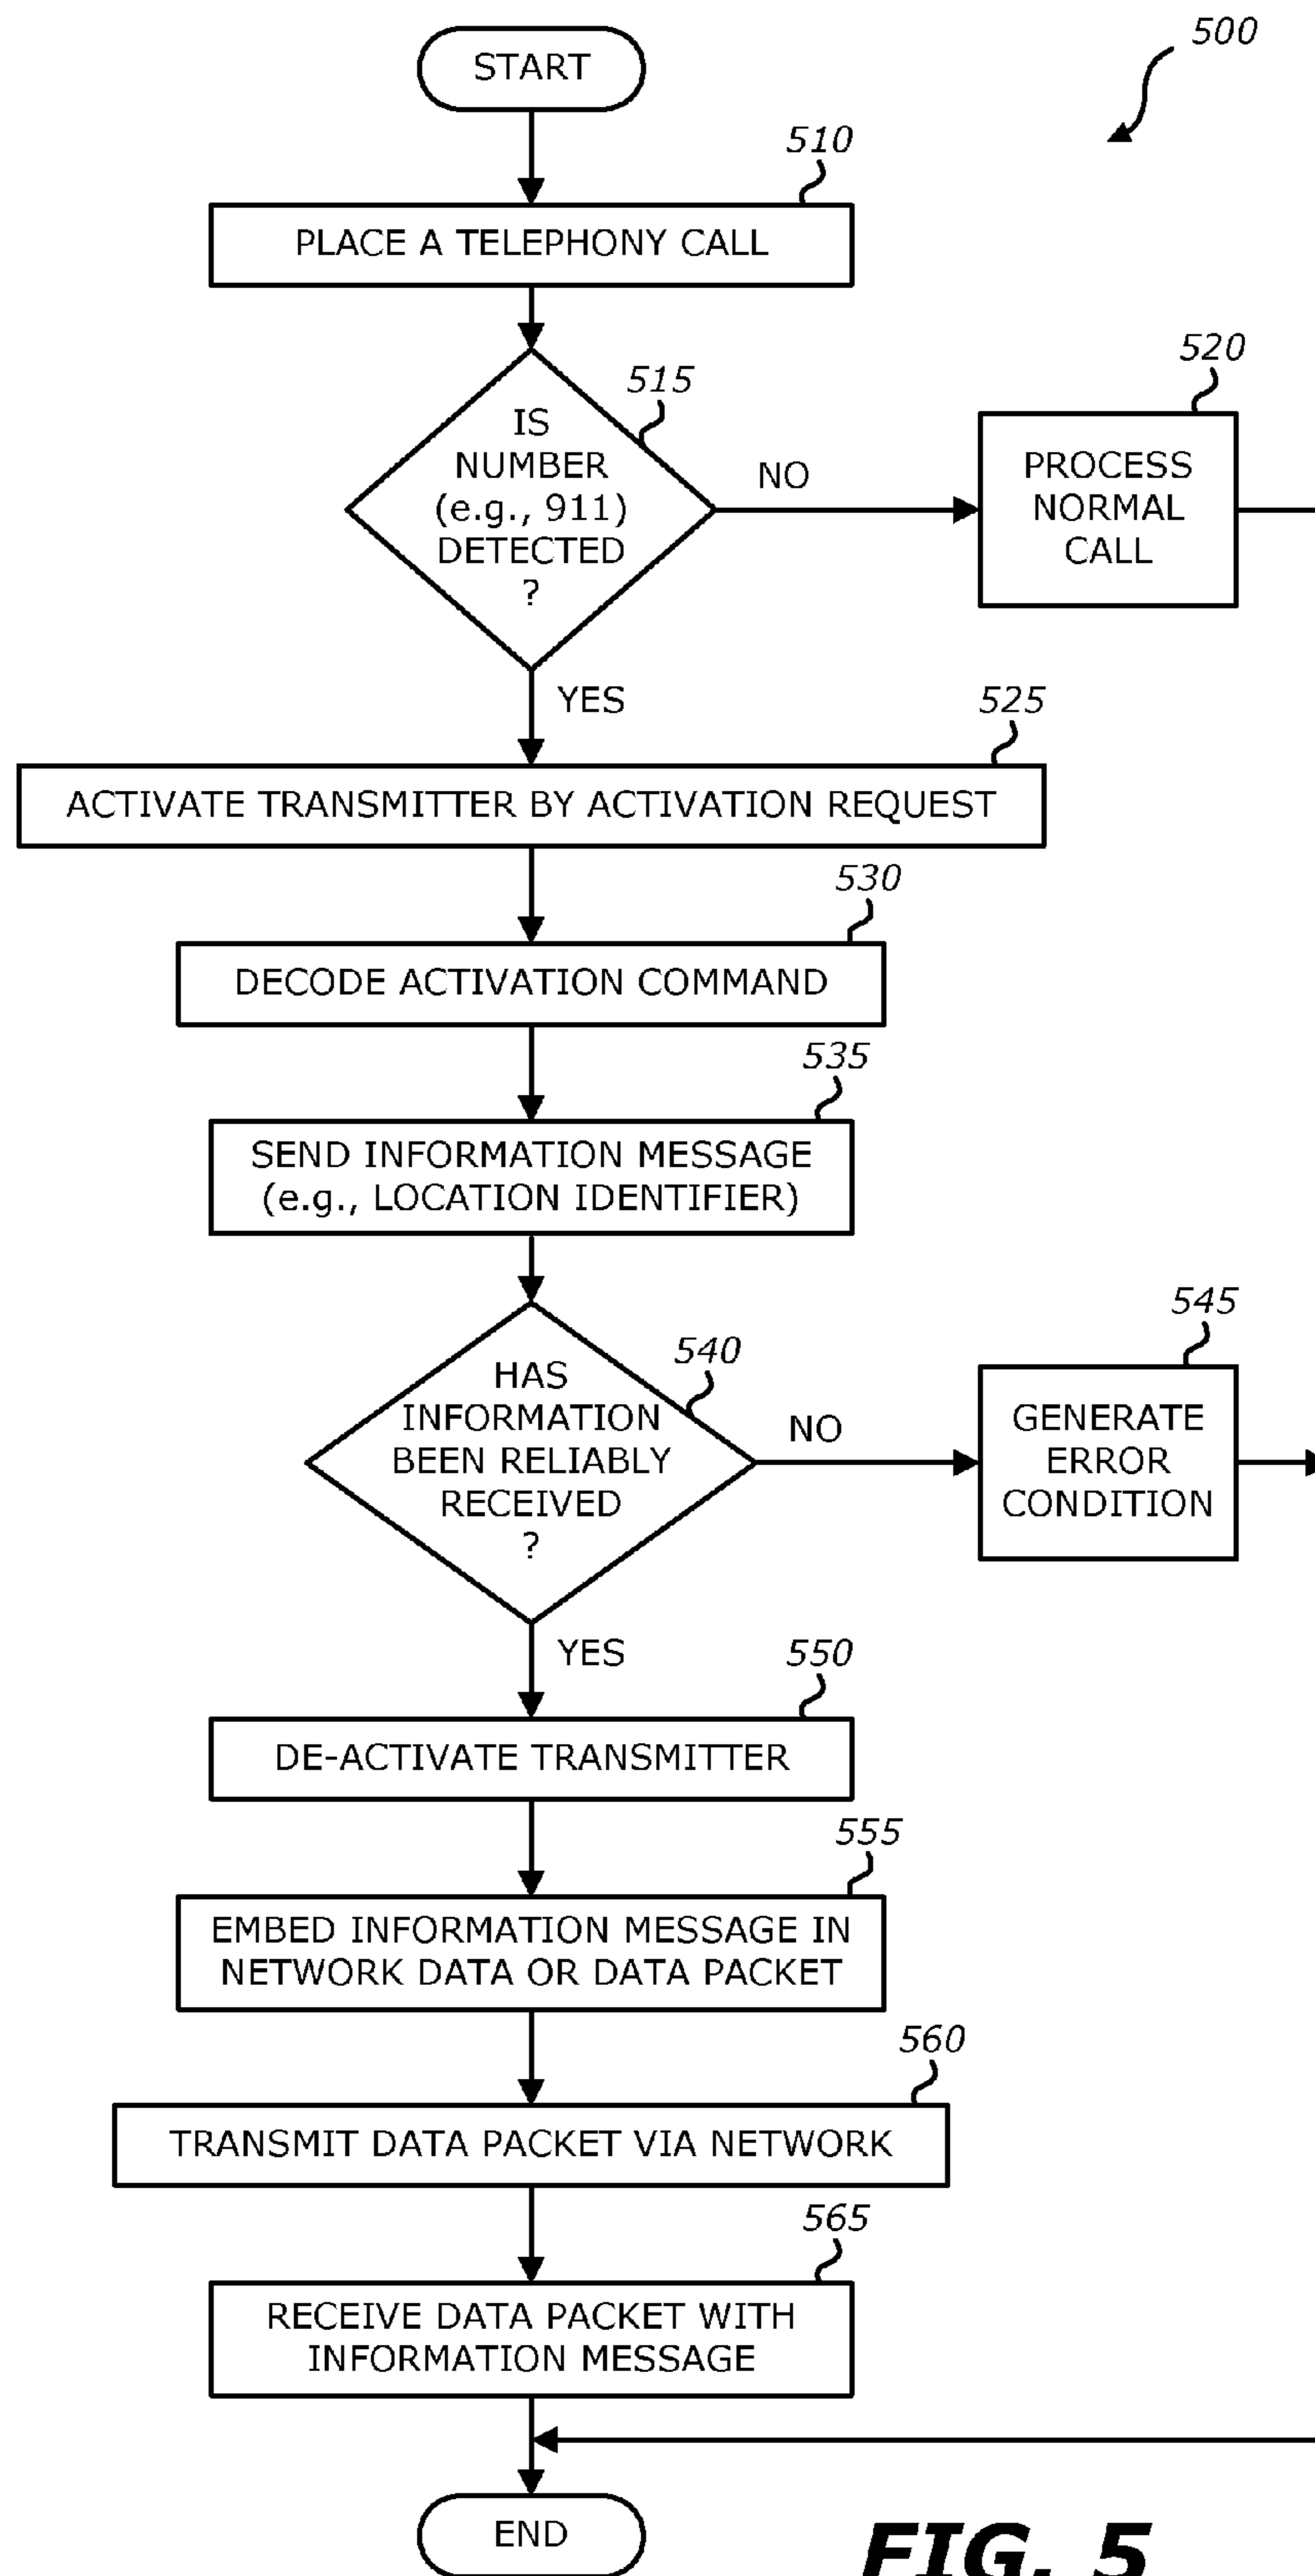 500
START
510
PLACE A TELEPHONY CALL
515
IS
NUMBER
(e.g., 911)
DETECTED
?
NO
520
PROCESS
NORMAL
CALL
YES
525
ACTIVATE TRANSMITTER BY ACTIVATION REQUEST
530
DECODE ACTIVATION COMMAND
535
SEND INFORMATION MESSAGE
(e.g., LOCATION IDENTIFIER)
540
HAS
INFORMATION
BEEN RELIABLY
RECEIVED
?
NO
545
GENERATE
ERROR
CONDITION
YES
550
DE-ACTIVATE TRANSMITTER
555
EMBED INFORMATION MESSAGE IN
NETWORK DATA OR DATA PACKET
560
TRANSMIT DATA PACKET VIA NETWORK
565
RECEIVE DATA PACKET WITH
INFORMATION MESSAGE
END
FIG. 5